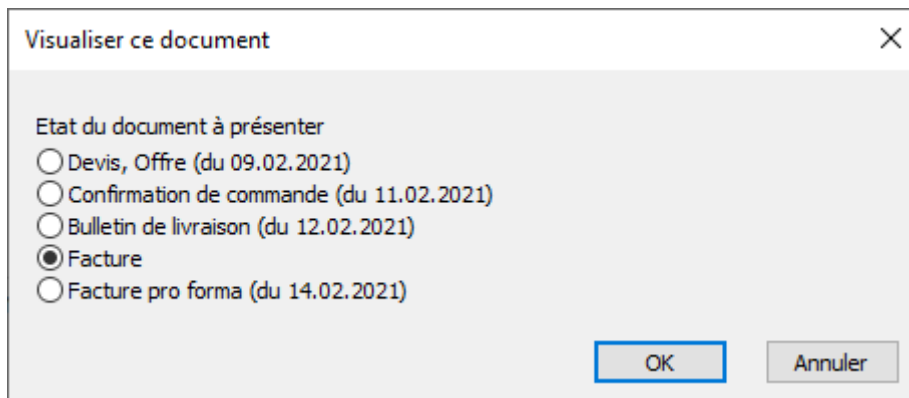 Visualiser ce document
Etat du document à présenter
Devis, Offre (du 09.02.2021)
Confirmation de commande (du 11.02.2021)
Bulletin de livraison (du 12.02.2021)
Facture
Facture pro forma (du 14.02.2021)
OK Annuler